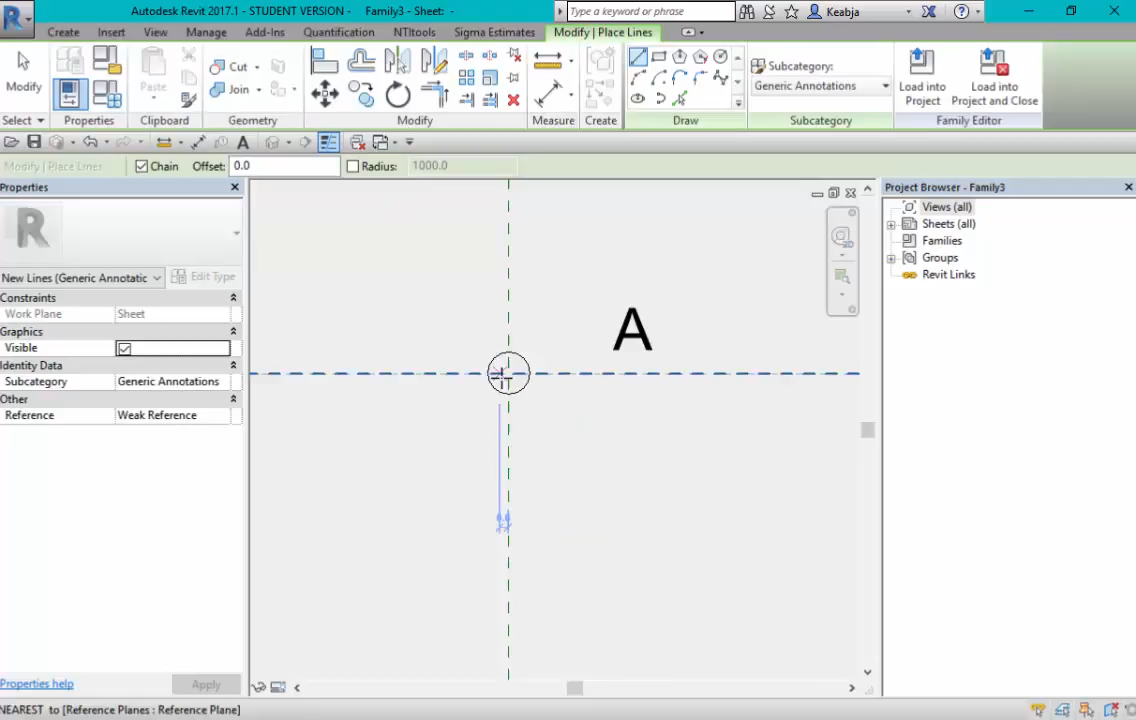 Autodesk Revit 2017.1 - STUDENT VERSION - Family3 - Sheet: -
Type a keyword or phrase
Keabja
Create Insert View Manage Add-Ins Quantification NTItools Sigma Estimates Modify | Place Lines
Modify
Paste
Cut
Join
Subcategory:
Generic Annotations
Load into
Project
Load into
Project and Close
Select Properties Clipboard Geometry Modify Measure Create Draw Subcategory Family Editor
Modify | Place Lines
Chain
Offset:
0.0
Radius:
1000.0
Properties
New Lines (Generic Annotatic
Edit Type
Constraints
Work Plane Sheet
Graphics
Visible
Identity Data
Subcategory Generic Annotations
Other
Reference Weak Reference
Properties help
Apply
A
2D
Project Browser - Family3
Views (all)
Sheets (all)
Families
Groups
Revit Links
NEAREST to [Reference Planes : Reference Plane]